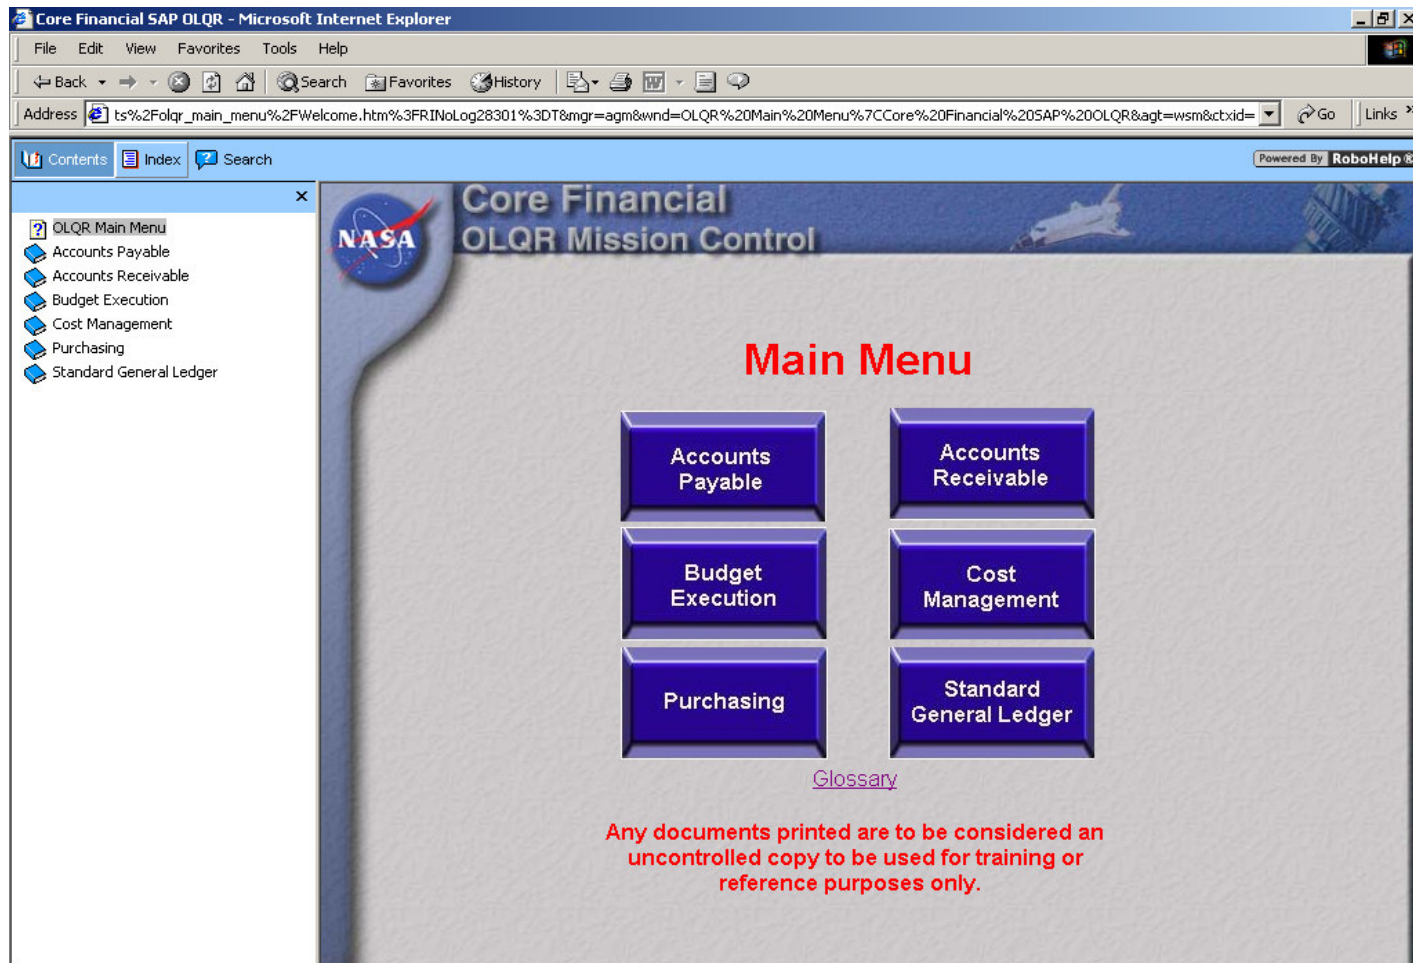 Core Financial SAP OLQR - Microsoft Internet Explorer
File Edit View Favorites Tools Help
Back Search Favorites History
Address ts%2Folqr_main_menu%2FWelcome.htm%3FRINoLog28301%3DT&mgr=agm&wnd=OLQR%20Main%20Menu%7CCore%20Financial%20SAP%20OLQR&agt=wsm&ctxid= Go Links »
Contents Index Search Powered By RoboHelp®
OLQR Main Menu
Accounts Payable
Accounts Receivable
Budget Execution
Cost Management
Purchasing
Standard General Ledger
NASA
Core Financial
OLQR Mission Control
Main Menu
Accounts
Payable
Accounts
Receivable
Budget
Execution
Cost
Management
Purchasing
Standard
General Ledger
Glossary
Any documents printed are to be considered an
uncontrolled copy to be used for training or
reference purposes only.